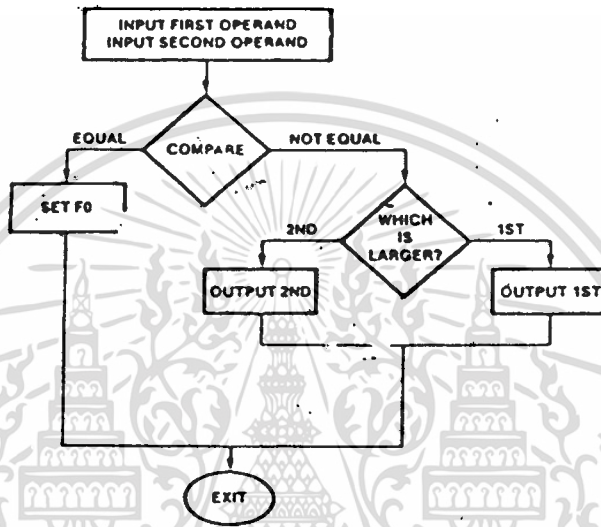 INPUT FIRST OPERAND
INPUT SECOND OPERAND
EQUAL
COMPARE
NOT EQUAL
SET F0
2ND
WHICH
IS
LARGER?
1ST
OUTPUT 2ND
OUTPUT 1ST
EXIT